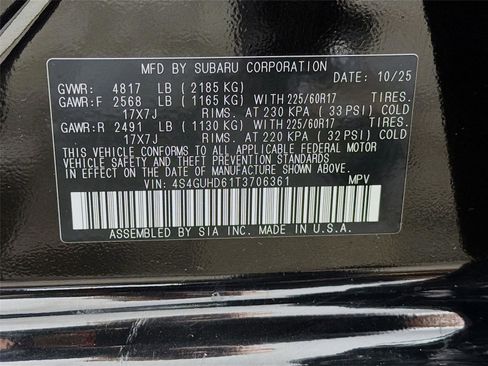 MFD BY SUBARU CORPORATION
DATE: 10/25
GVWR: 4817 LB ( 2185 KG)
GAWR:F 2568 LB ( 1165 KG) WITH 225/60R17 TIRES.
17X7J RIMS. AT 230 KPA ( 33 PSI) COLD
GAWR:R 2491 LB ( 1130 KG) WITH 225/60R17 TIRES.
17X7J RIMS. AT 220 KPA ( 32 PSI) COLD
THIS VEHICLE CONFORMS TO ALL APPLICABLE FEDERAL MOTOR
VEHICLE SAFETY BUMPER, AND THEFT PREVENTION STANDARDS
IN EFFECT ON THE DATE OF MANUFACTURE SHOWN ABOVE.
VIN: 4S4GUHD61T3706361 MPV
ASSEMBLED BY SIA INC. MADE IN U.S.A.